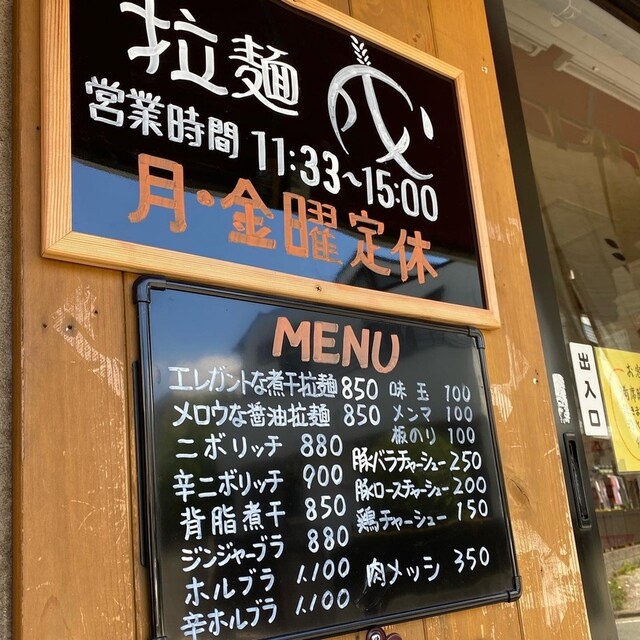 拉麺 心
営業時間 11:33~15:00
月・金曜定休
MENU
エレガントな煮干拉麺 850
メロウな醤油拉麺 850
ニボリッチ 880
辛ニボリッチ 900
背脂煮干 850
ジンジャーブラ 880
ホルブラ 1,100
辛ホルブラ 1,100
味玉 100
メンマ 100
板のり 100
豚バラチャーシュー 250
豚ロースチャーシュー 200
鶏チャーシュー 150
肉メッシ 350
出入口